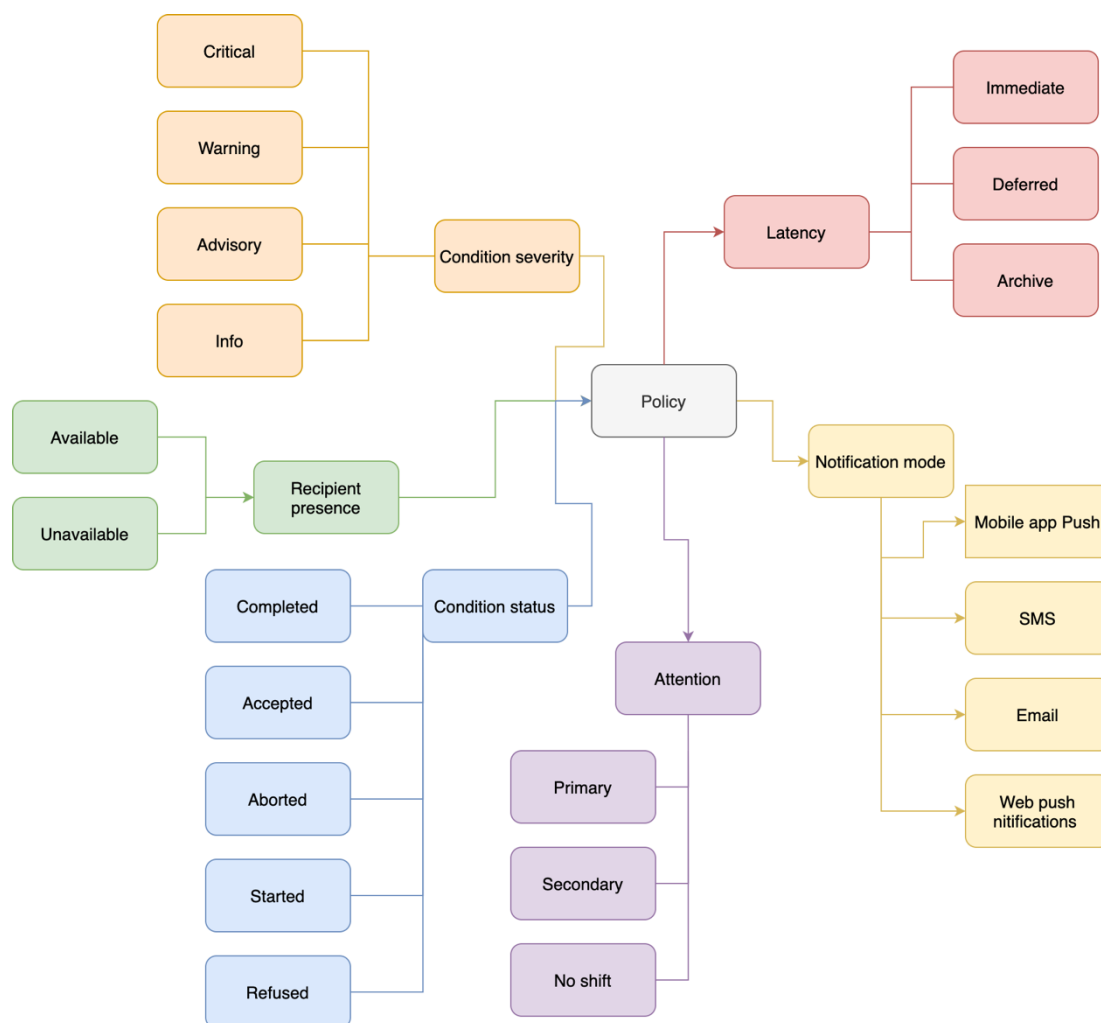 Critical
Warning
Advisory
Info
Condition severity
Immediate
Deferred
Archive
Latency
Policy
Available
Unavailable
Recipient
presence
Notification mode
Mobile app Push
SMS
Email
Web push
nitifications
Completed
Accepted
Aborted
Started
Refused
Condition status
Attention
Primary
Secondary
No shift